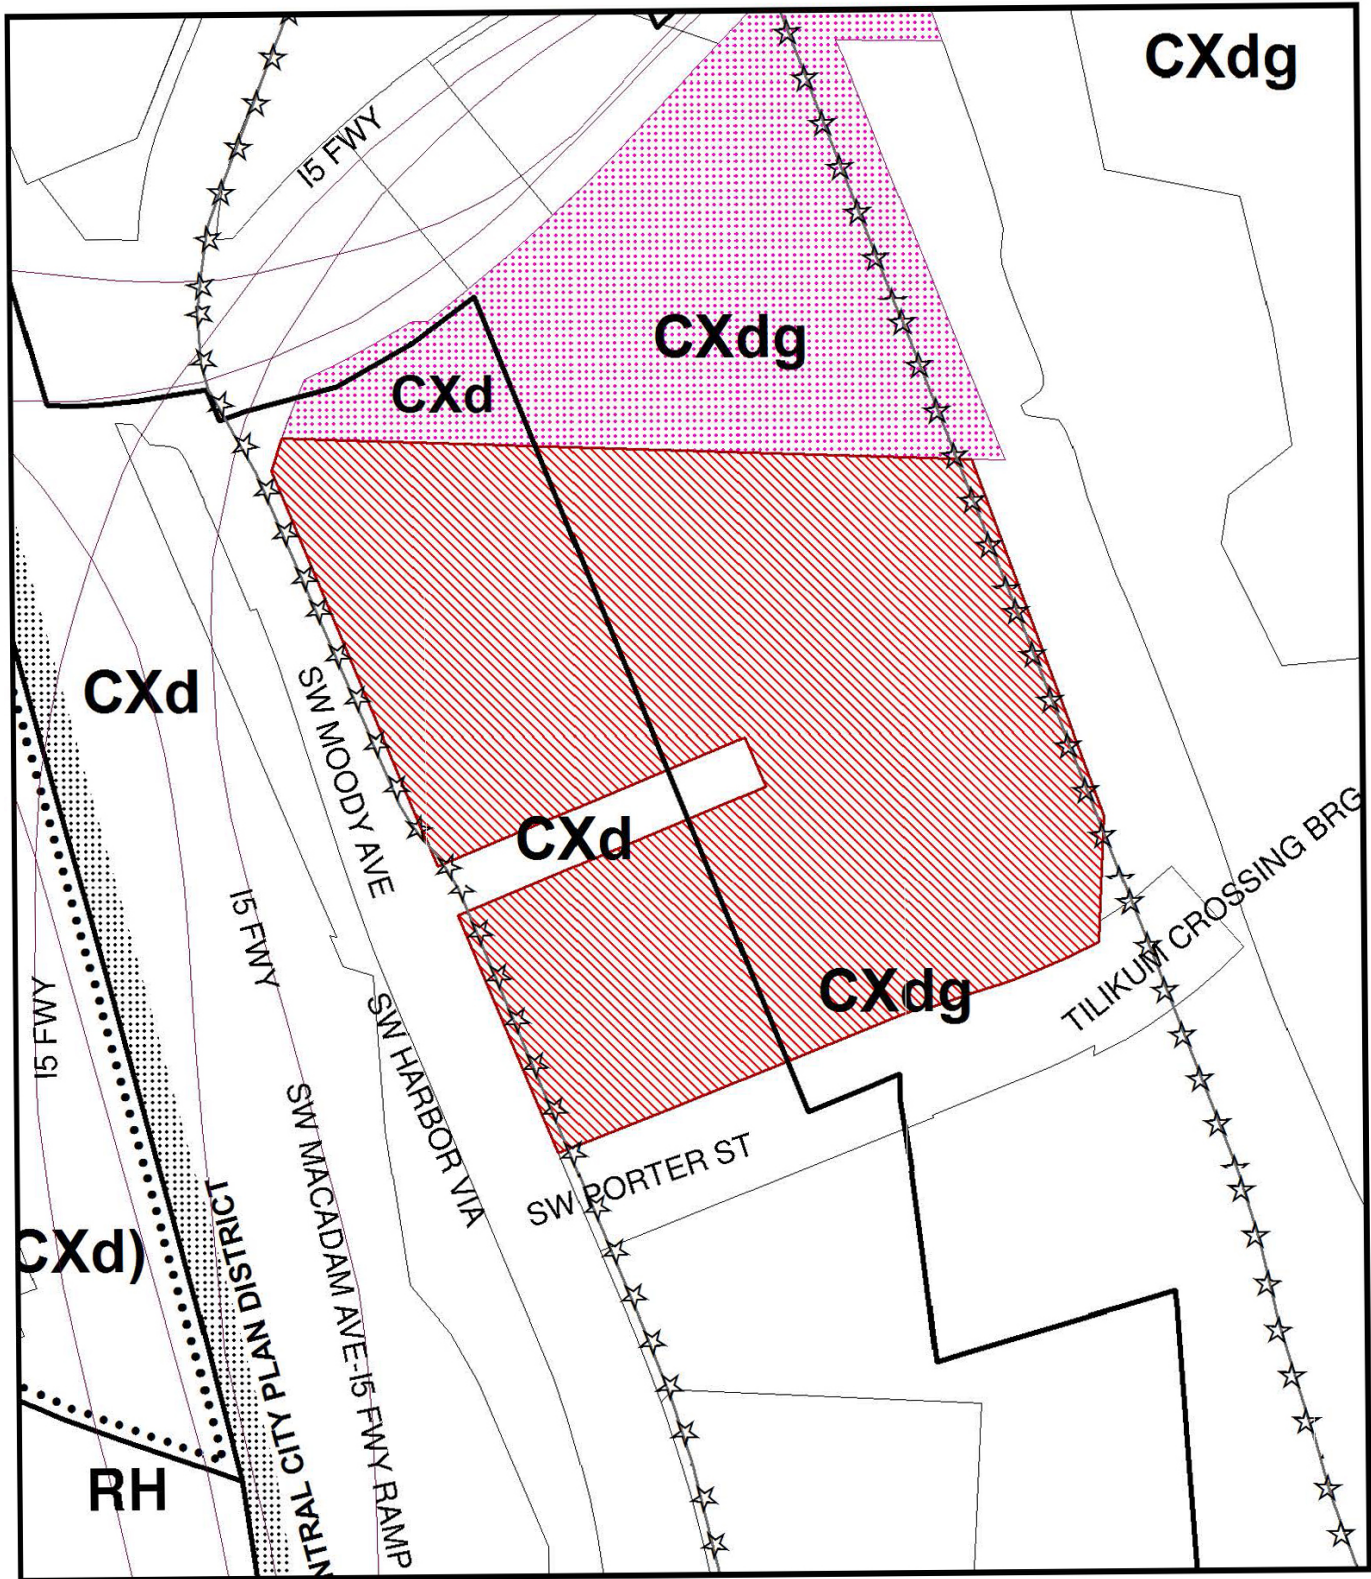 CXdg
I5 FWY
CXdg
CXd
CXd
SW MOODY AVE
CXd
TILIKUM CROSSING BRG
I5 FWY
I5 FWY
CXdg
SW HARBOR VIA
SW MACADAM AVE-I5 FWY RAMP
SW PORTER ST
NTRAL CITY PLAN DISTRICT
CXd)
RH